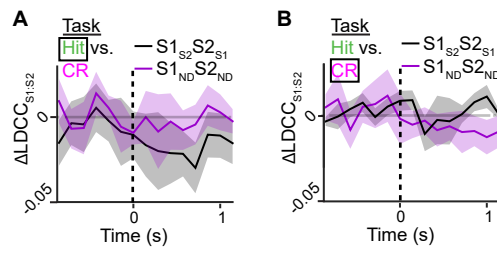 A
Task
Hit vs.
CR
S1S2S2S1
S1NDS2ND
ΔLDCCS1:S2
0
-0.05
0
1
Time (s)
B
Task
Hit vs.
CR
S1S2S2S1
S1NDS2ND
ΔLDCCS1:S2
0
-0.05
0
1
Time (s)